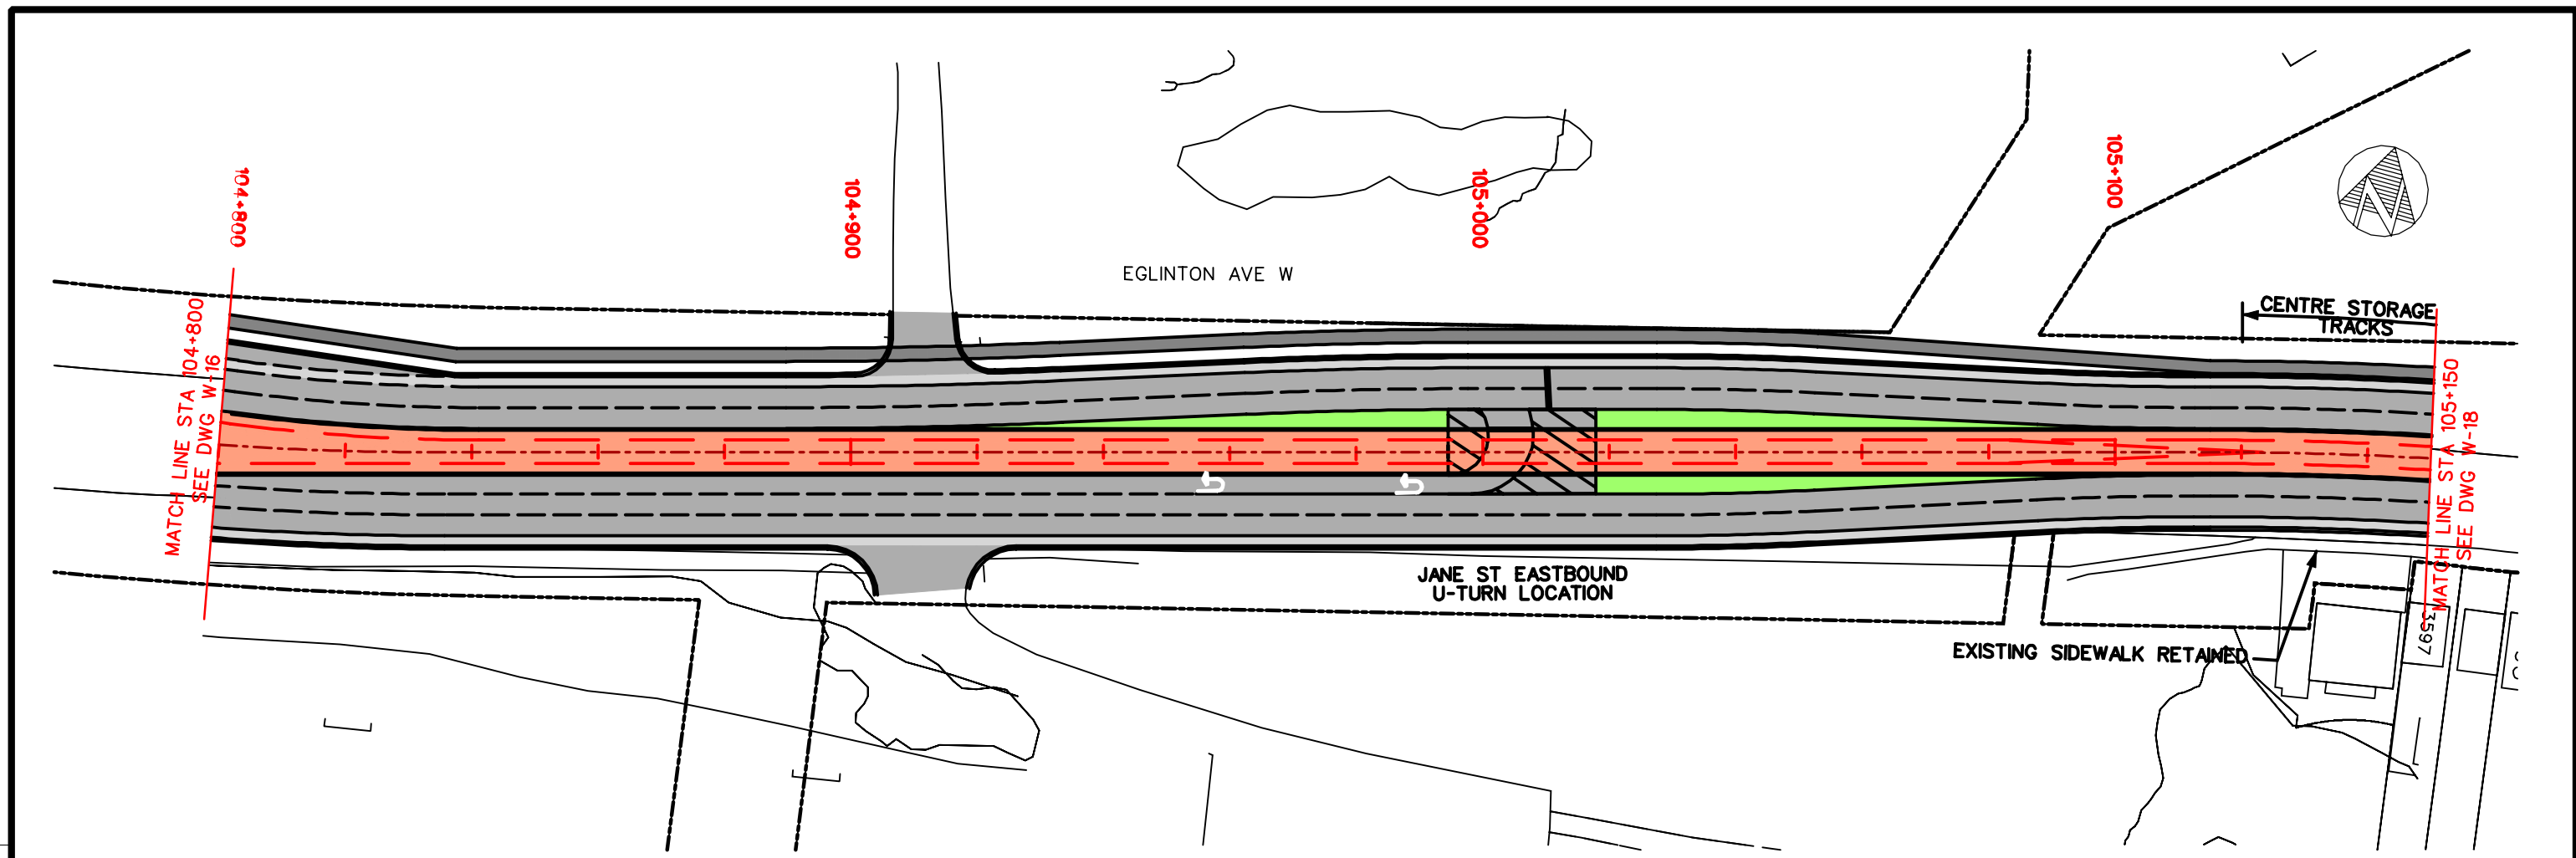 104+800
104+900
105+000
105+100
EGLINTON AVE W
CENTRE STORAGE
TRACKS
MATCH LINE STA 104+800
SEE DWG W-16
MATCH LINE STA 105+150
SEE DWG W-18
JANE ST EASTBOUND
U-TURN LOCATION
EXISTING SIDEWALK RETAINED
3597
N